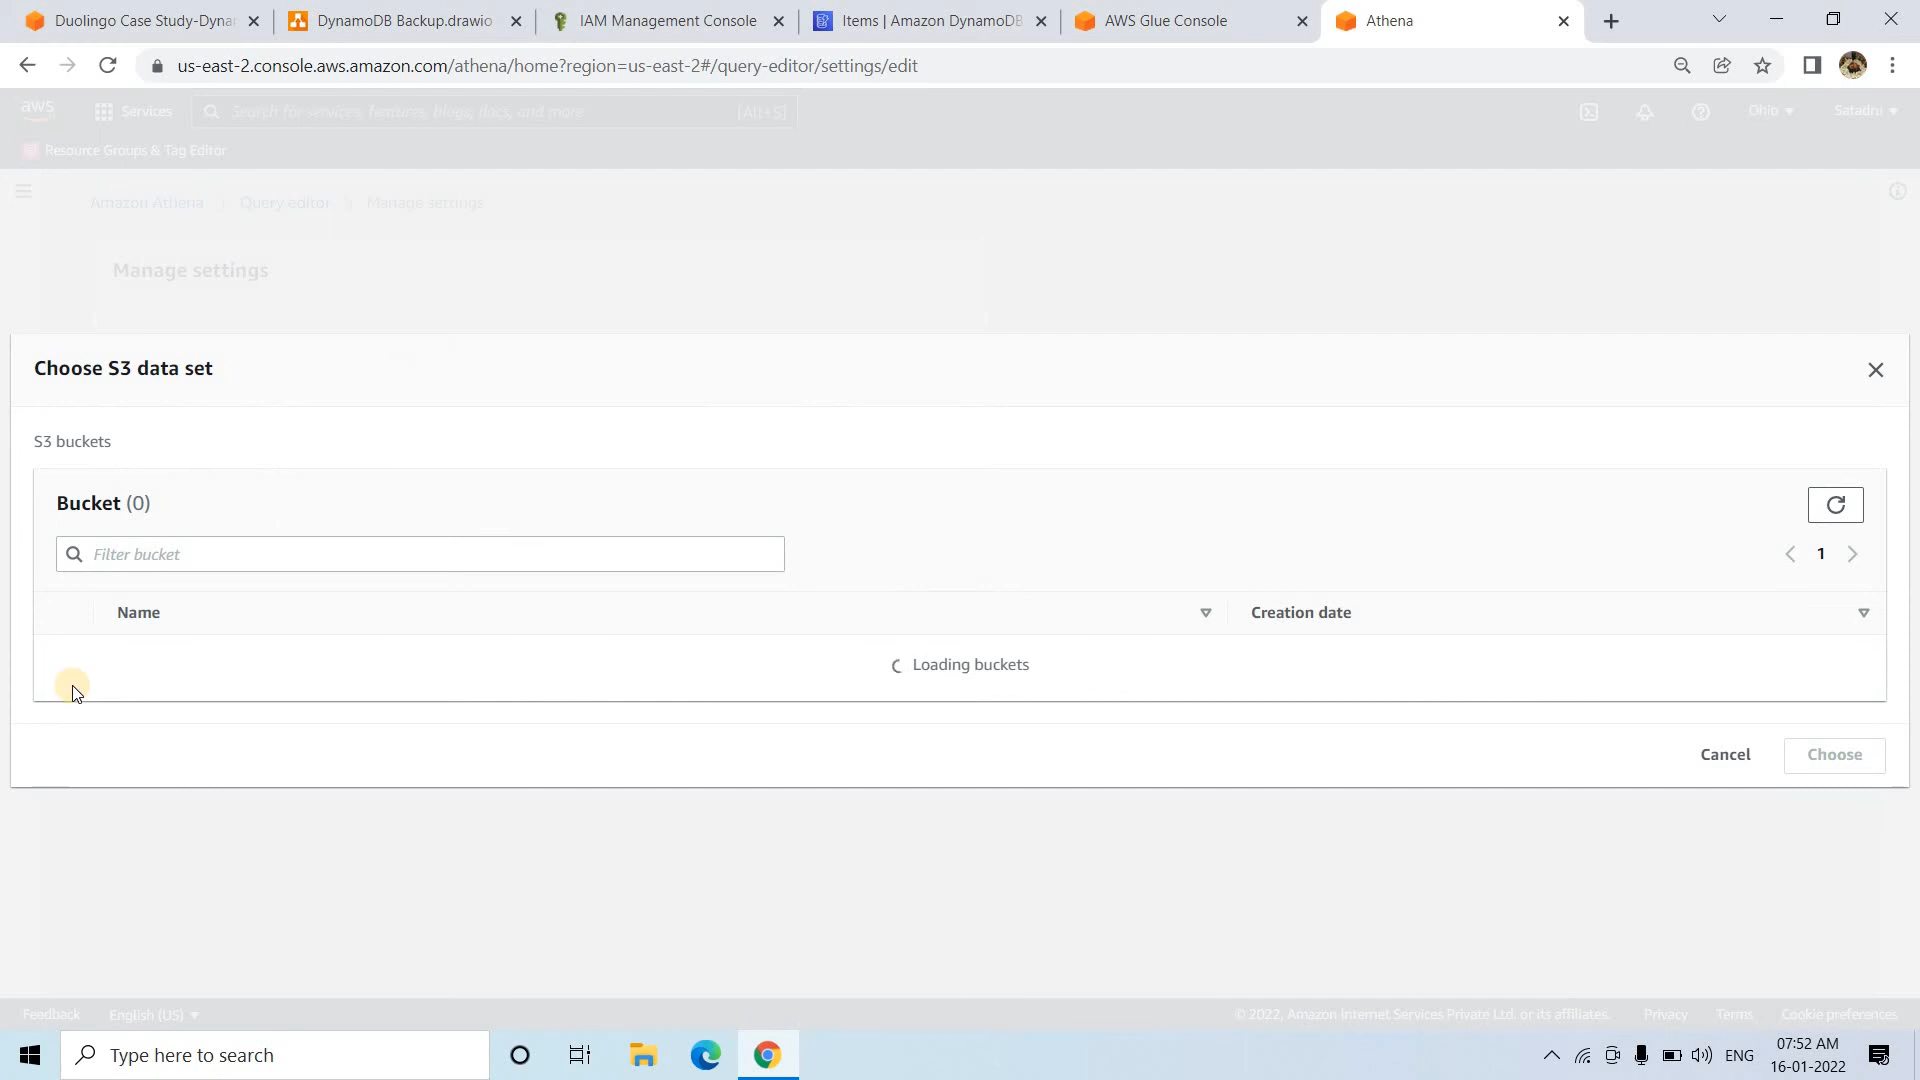 Duolingo Case Study-Dynam
DynamoDB Backup.drawio
IAM Management Console
Items | Amazon DynamoDB
AWS Glue Console
Athena
us-east-2.console.aws.amazon.com/athena/home?region=us-east-2#/query-editor/settings/edit
aws
Services
Search for services, features, blogs, docs, and more
[Alt+S]
Ohio
Satadru
Resource Groups & Tag Editor
Amazon Athena
Query editor
Manage settings
Manage settings
Choose S3 data set
S3 buckets
Bucket (0)
Filter bucket
1
Name
Creation date
Loading buckets
Cancel
Choose
Feedback
English (US)
© 2022, Amazon Internet Services Private Ltd. or its affiliates.
Privacy
Terms
Cookie preferences
Type here to search
ENG
07:52 AM
16-01-2022